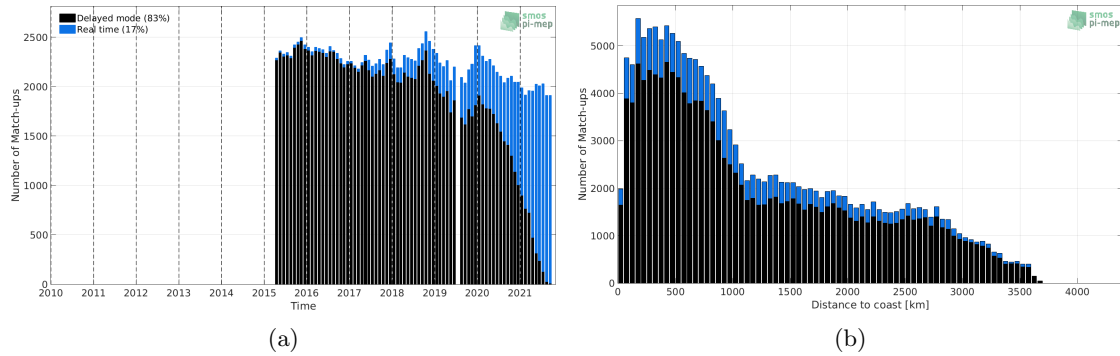 Delayed mode (83%)
Real time (17%)
smos
pi-mep
Number of Match-ups
2500
2000
1500
1000
500
0
2010 2011 2012 2013 2014 2015 2016 2017 2018 2019 2020 2021
Time
(a)
smos
pi-mep
Number of Match-ups
5000
4000
3000
2000
1000
0
0 500 1000 1500 2000 2500 3000 3500 4000
Distance to coast [km]
(b)